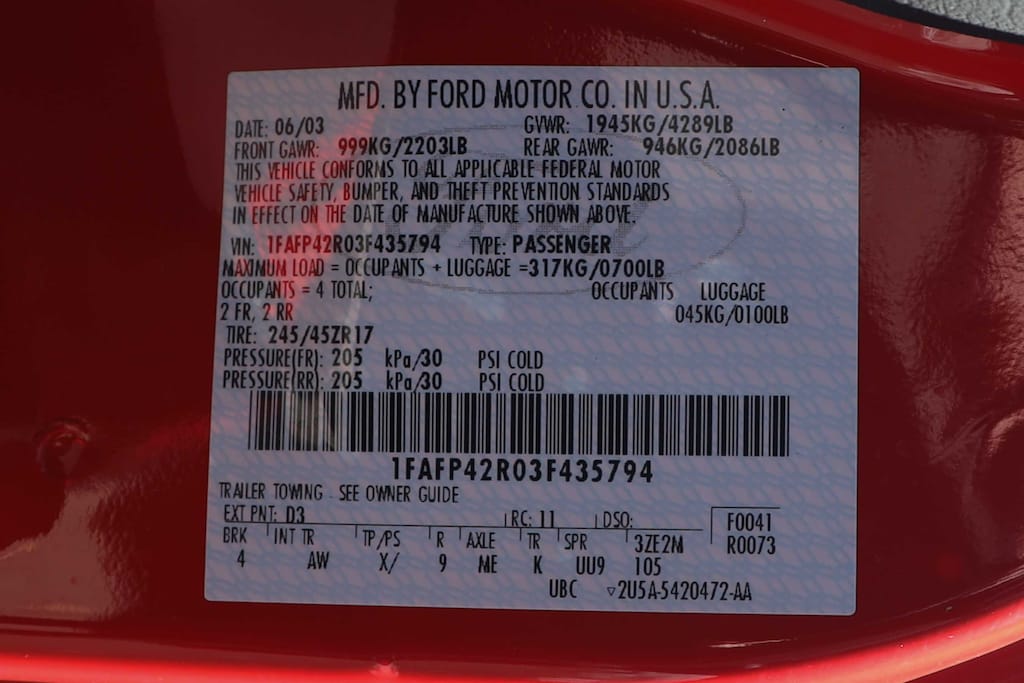 MFD. BY FORD MOTOR CO. IN U.S.A.
DATE: 06/03 GVWR: 1945KG/4289LB
FRONT GAWR: 999KG/2203LB REAR GAWR: 946KG/2086LB
THIS VEHICLE CONFORMS TO ALL APPLICABLE FEDERAL MOTOR
VEHICLE SAFETY, BUMPER, AND THEFT PREVENTION STANDARDS
IN EFFECT ON THE DATE OF MANUFACTURE SHOWN ABOVE.
VIN: 1FAFP42R03F435794 TYPE: PASSENGER
MAXIMUM LOAD = OCCUPANTS + LUGGAGE =317KG/0700LB
OCCUPANTS = 4 TOTAL; OCCUPANTS LUGGAGE
2 FR, 2 RR 045KG/0100LB
TIRE: 245/45ZR17
PRESSURE(FR): 205 kPa/30 PSI COLD
PRESSURE(RR): 205 kPa/30 PSI COLD
1FAFP42R03F435794
TRAILER TOWING - SEE OWNER GUIDE
EXT PNT: D3 RC: 11 DSO: F0041
BRK INT TR TP/PS R AXLE TR SPR 3ZE2M R0073
4 AW X/ 9 ME K UU9 105
UBC ▽2U5A-5420472-AA